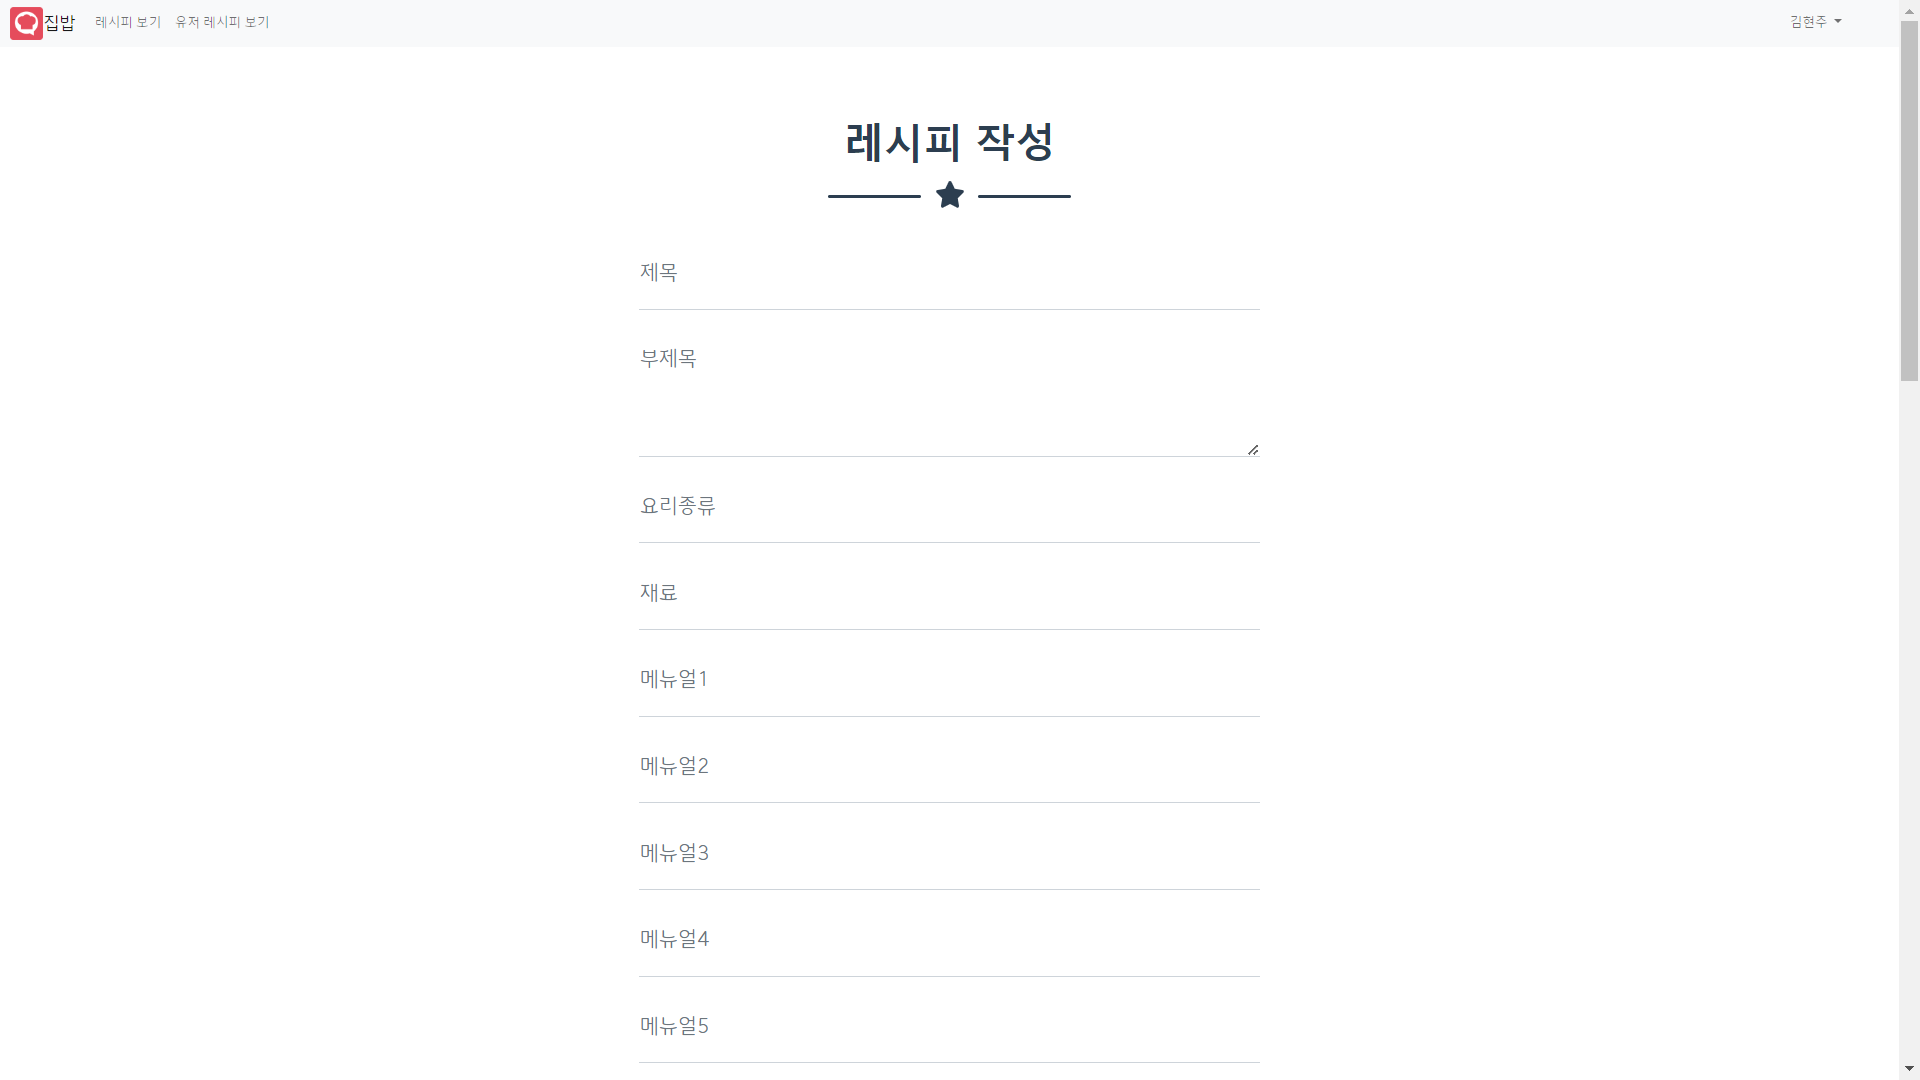 집밥 레시피 보기 유저 레시피 보기 김현주
레시피 작성
제목
부제목
요리종류
재료
메뉴얼1
메뉴얼2
메뉴얼3
메뉴얼4
메뉴얼5